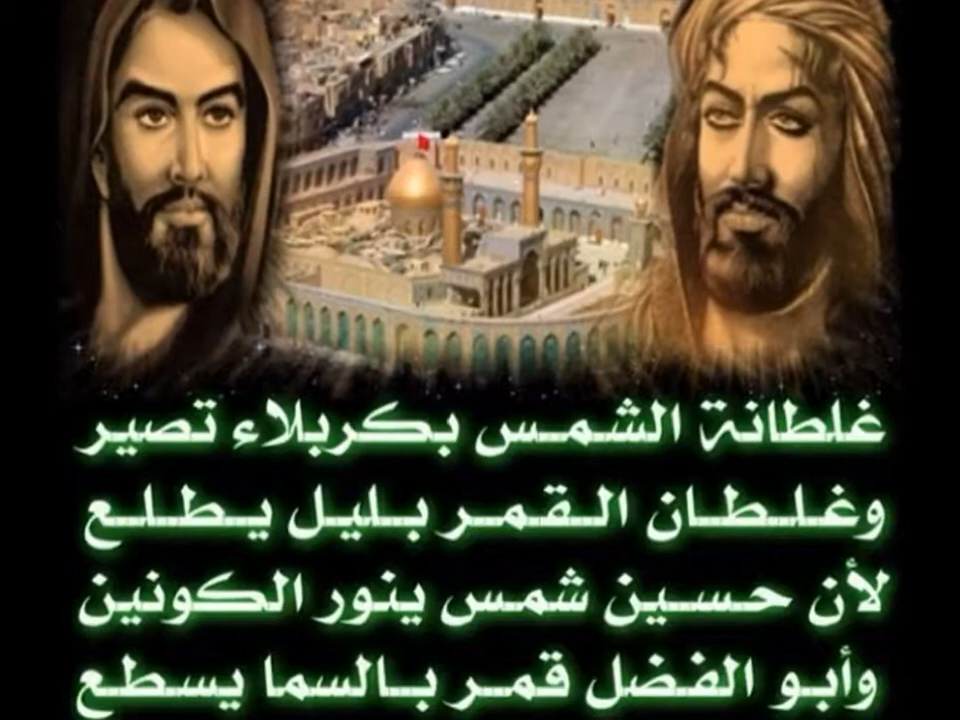 غلطانة الشمس بكربلاء تصير
وغلطان القمر بليل يطلع
لأن حسين شمس ينور الكونين
وأبو الفضل قمر بالسما يسطع